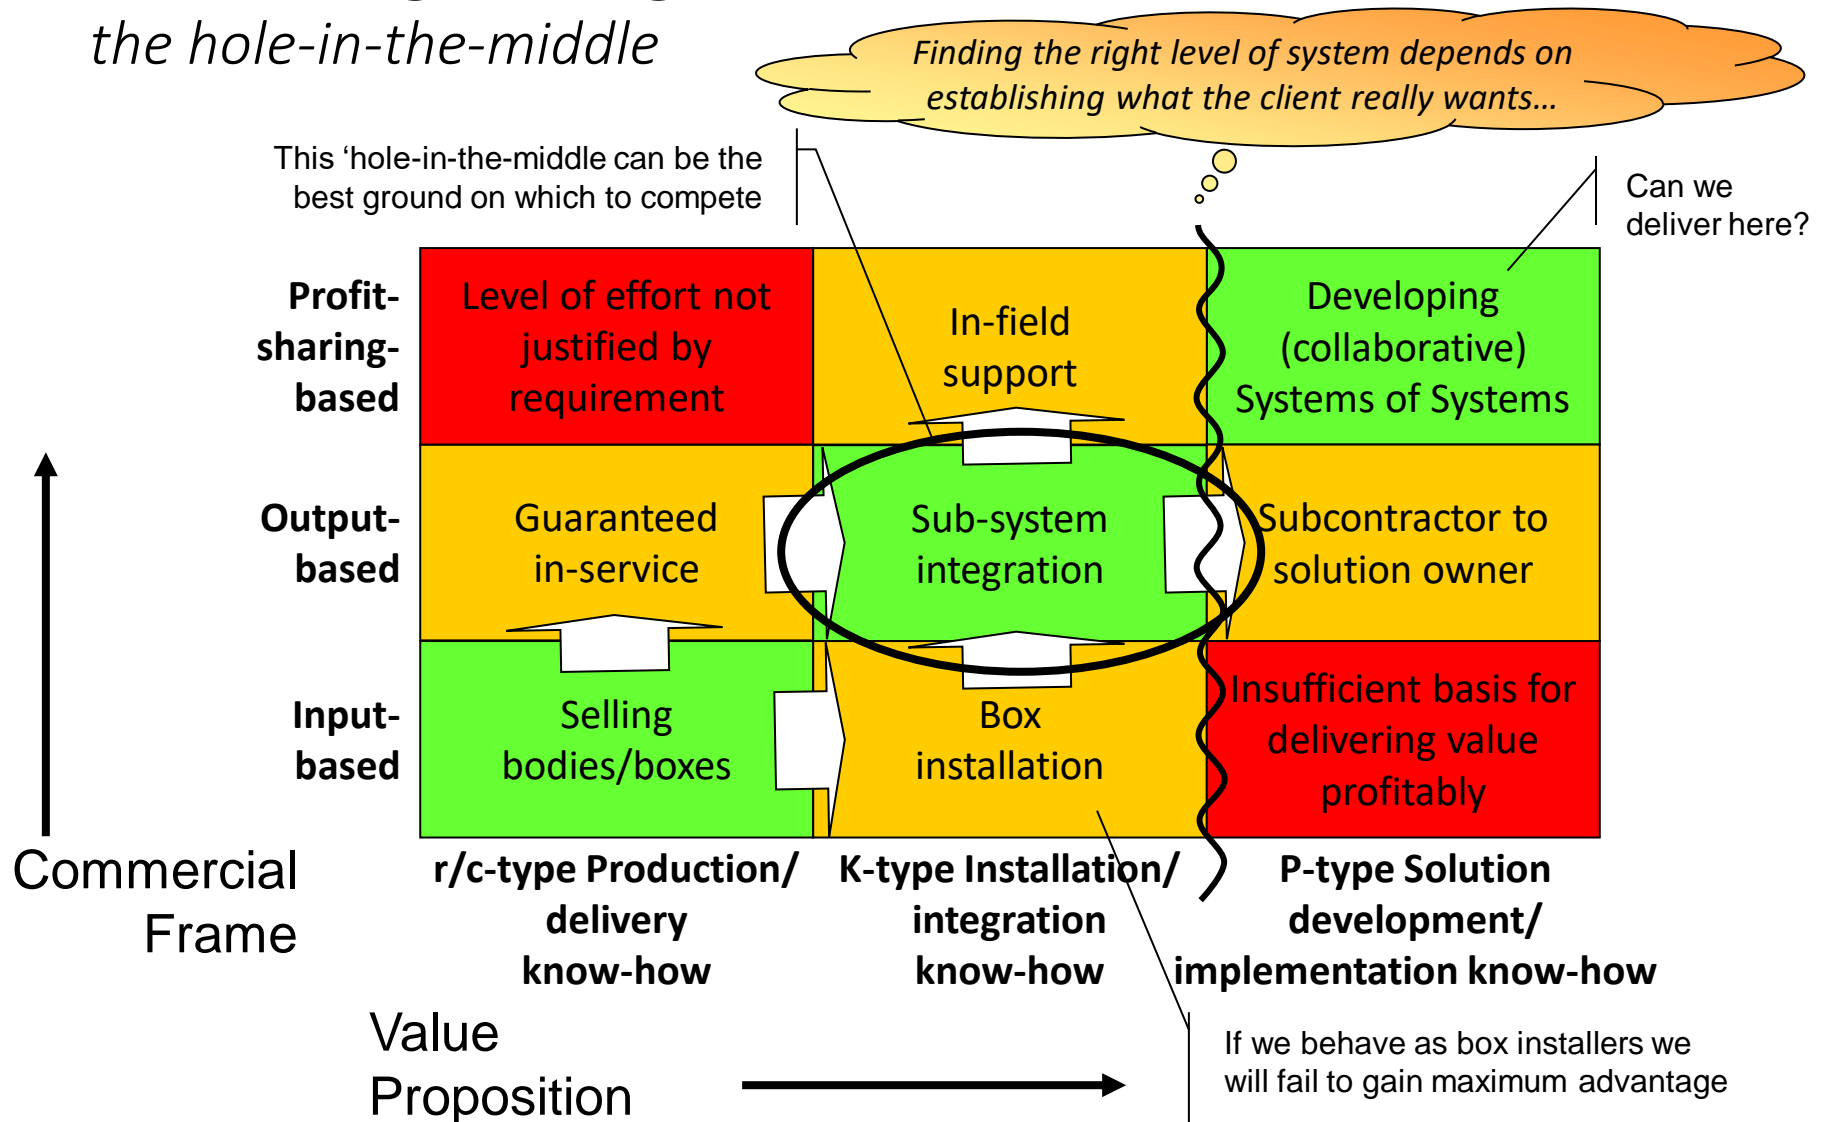 the hole-in-the-middle
Finding the right level of system depends on
establishing what the client really wants…
This ‘hole-in-the-middle can be the
best ground on which to compete
Can we
deliver here?
Profit-
sharing-
based
Level of effort not
justified by
requirement
In-field
support
Developing
(collaborative)
Systems of Systems
Output-
based
Guaranteed
in-service
Sub-system
integration
Subcontractor to
solution owner
Input-
based
Selling
bodies/boxes
Box
installation
Insufficient basis for
delivering value
profitably
Commercial
Frame
r/c-type Production/
delivery
know-how
K-type Installation/
integration
know-how
P-type Solution
development/
implementation know-how
Value
Proposition
If we behave as box installers we
will fail to gain maximum advantage